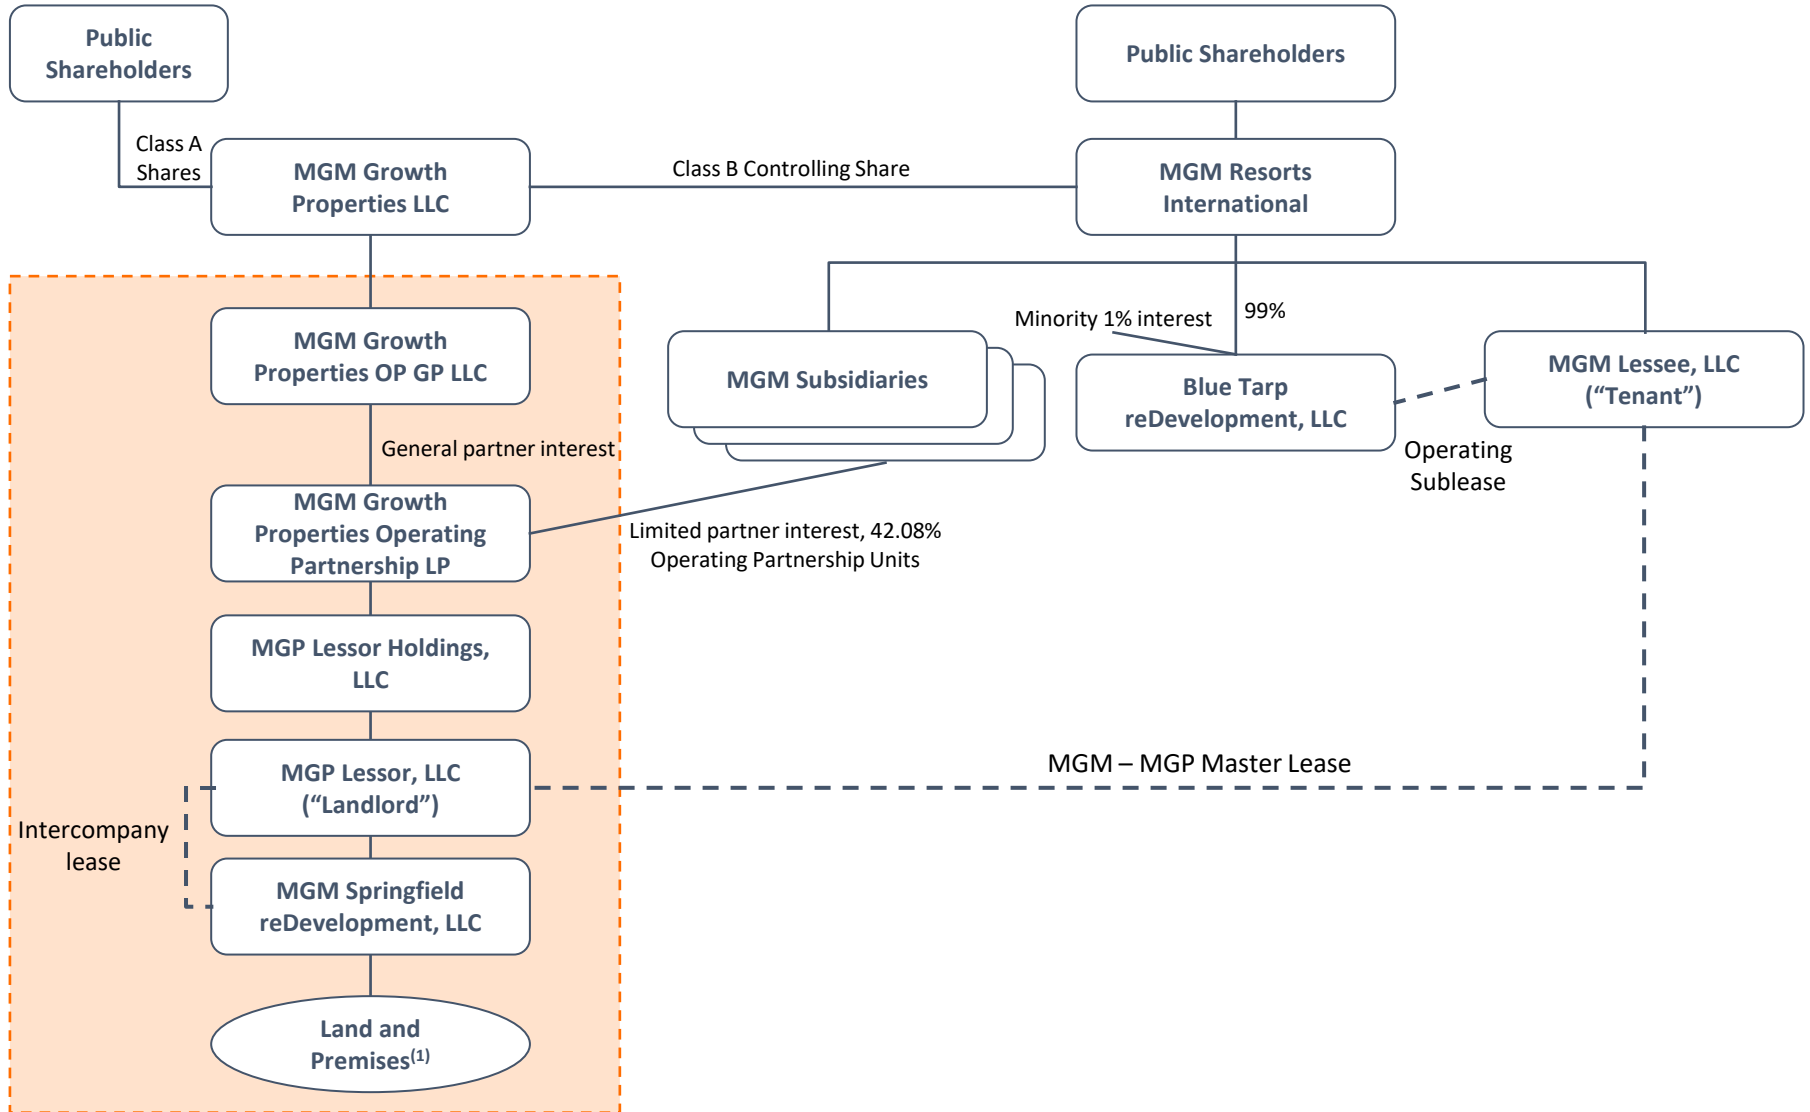 Public
Shareholders
Public Shareholders
Class A
Shares
MGM Growth
Properties LLC
Class B Controlling Share
MGM Resorts
International
MGM Growth
Properties OP GP LLC
Minority 1% interest
99%
MGM Subsidiaries
Blue Tarp
reDevelopment, LLC
MGM Lessee, LLC
(“Tenant”)
General partner interest
Operating
Sublease
MGM Growth
Properties Operating
Partnership LP
Limited partner interest, 42.08%
Operating Partnership Units
MGP Lessor Holdings,
LLC
MGP Lessor, LLC
(“Landlord”)
MGM – MGP Master Lease
Intercompany
lease
MGM Springfield
reDevelopment, LLC
Land and
Premises(1)